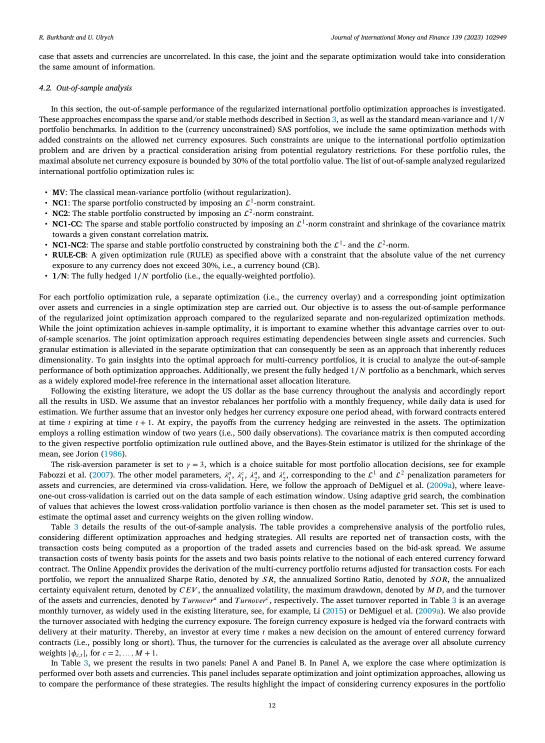 R. Burkhardt and U. Ulrych
Journal of International Money and Finance 139 (2023) 102949
case that assets and currencies are uncorrelated. In this case, the joint and the separate optimization would take into consideration
the same amount of information.
4.2. Out-of-sample analysis
In this section, the out-of-sample performance of the regularized international portfolio optimization approaches is investigated.
These approaches encompass the sparse and/or stable methods described in Section 3, as well as the standard mean-variance and 1/N
portfolio benchmarks. In addition to the (currency unconstrained) SAS portfolios, we include the same optimization methods with
added constraints on the allowed net currency exposures. Such constraints are unique to the international portfolio optimization
problem and are driven by a practical consideration arising from potential regulatory restrictions. For these portfolio rules, the
maximal absolute net currency exposure is bounded by 30% of the total portfolio value. The list of out-of-sample analyzed regularized
international portfolio optimization rules is:
• MV: The classical mean-variance portfolio (without regularization).
• NC1: The sparse portfolio constructed by imposing an ℒ¹-norm constraint.
• NC2: The stable portfolio constructed by imposing an ℒ²-norm constraint.
• NC1-CC: The sparse and stable portfolio constructed by imposing an ℒ¹-norm constraint and shrinkage of the covariance matrix
towards a given constant correlation matrix.
• NC1-NC2: The sparse and stable portfolio constructed by constraining both the ℒ¹- and the ℒ²-norm.
• RULE-CB: A given optimization rule (RULE) as specified above with a constraint that the absolute value of the net currency
exposure to any currency does not exceed 30%, i.e., a currency bound (CB).
• 1/N: The fully hedged 1/N portfolio (i.e., the equally-weighted portfolio).
For each portfolio optimization rule, a separate optimization (i.e., the currency overlay) and a corresponding joint optimization
over assets and currencies in a single optimization step are carried out. Our objective is to assess the out-of-sample performance
of the regularized joint optimization approach compared to the regularized separate and non-regularized optimization methods.
While the joint optimization achieves in-sample optimality, it is important to examine whether this advantage carries over to out-
of-sample scenarios. The joint optimization approach requires estimating dependencies between single assets and currencies. Such
granular estimation is alleviated in the separate optimization that can consequently be seen as an approach that inherently reduces
dimensionality. To gain insights into the optimal approach for multi-currency portfolios, it is crucial to analyze the out-of-sample
performance of both optimization approaches. Additionally, we present the fully hedged 1/N portfolio as a benchmark, which serves
as a widely explored model-free reference in the international asset allocation literature.
Following the existing literature, we adopt the US dollar as the base currency throughout the analysis and accordingly report
all the results in USD. We assume that an investor rebalances her portfolio with a monthly frequency, while daily data is used for
estimation. We further assume that an investor only hedges her currency exposure one period ahead, with forward contracts entered
at time t expiring at time t + 1. At expiry, the payoffs from the currency hedging are reinvested in the assets. The optimization
employs a rolling estimation window of two years (i.e., 500 daily observations). The covariance matrix is then computed according
to the given respective portfolio optimization rule outlined above, and the Bayes-Stein estimator is utilized for the shrinkage of the
mean, see Jorion (1986).
The risk-aversion parameter is set to γ = 3, which is a choice suitable for most portfolio allocation decisions, see for example
Fabozzi et al. (2007). The other model parameters, λ₁ᵃ, λ₁ᶜ, λ₂ᵃ, and λ₂ᶜ, corresponding to the ℒ¹ and ℒ² penalization parameters for
assets and currencies, are determined via cross-validation. Here, we follow the approach of DeMiguel et al. (2009a), where leave-
one-out cross-validation is carried out on the data sample of each estimation window. Using adaptive grid search, the combination
of values that achieves the lowest cross-validation portfolio variance is then chosen as the model parameter set. This set is used to
estimate the optimal asset and currency weights on the given rolling window.
Table 3 details the results of the out-of-sample analysis. The table provides a comprehensive analysis of the portfolio rules,
considering different optimization approaches and hedging strategies. All results are reported net of transaction costs, with the
transaction costs being computed as a proportion of the traded assets and currencies based on the bid-ask spread. We assume
transaction costs of twenty basis points for the assets and two basis points relative to the notional of each entered currency forward
contract. The Online Appendix provides the derivation of the multi-currency portfolio returns adjusted for transaction costs. For each
portfolio, we report the annualized Sharpe Ratio, denoted by SR, the annualized Sortino Ratio, denoted by SOR, the annualized
certainty equivalent return, denoted by CEV, the annualized volatility, the maximum drawdown, denoted by MD, and the turnover
of the assets and currencies, denoted by Turnoverᵃ and Turnoverᶜ, respectively. The asset turnover reported in Table 3 is an average
monthly turnover, as widely used in the existing literature, see, for example, Li (2015) or DeMiguel et al. (2009a). We also provide
the turnover associated with hedging the currency exposure. The foreign currency exposure is hedged via the forward contracts with
delivery at their maturity. Thereby, an investor at every time t makes a new decision on the amount of entered currency forward
contracts (i.e., possibly long or short). Thus, the turnover for the currencies is calculated as the average over all absolute currency
weights |ϕc,t|, for c = 2, … , M + 1.
In Table 3, we present the results in two panels: Panel A and Panel B. In Panel A, we explore the case where optimization is
performed over both assets and currencies. This panel includes separate optimization and joint optimization approaches, allowing us
to compare the performance of these strategies. The results highlight the impact of considering currency exposures in the portfolio
12